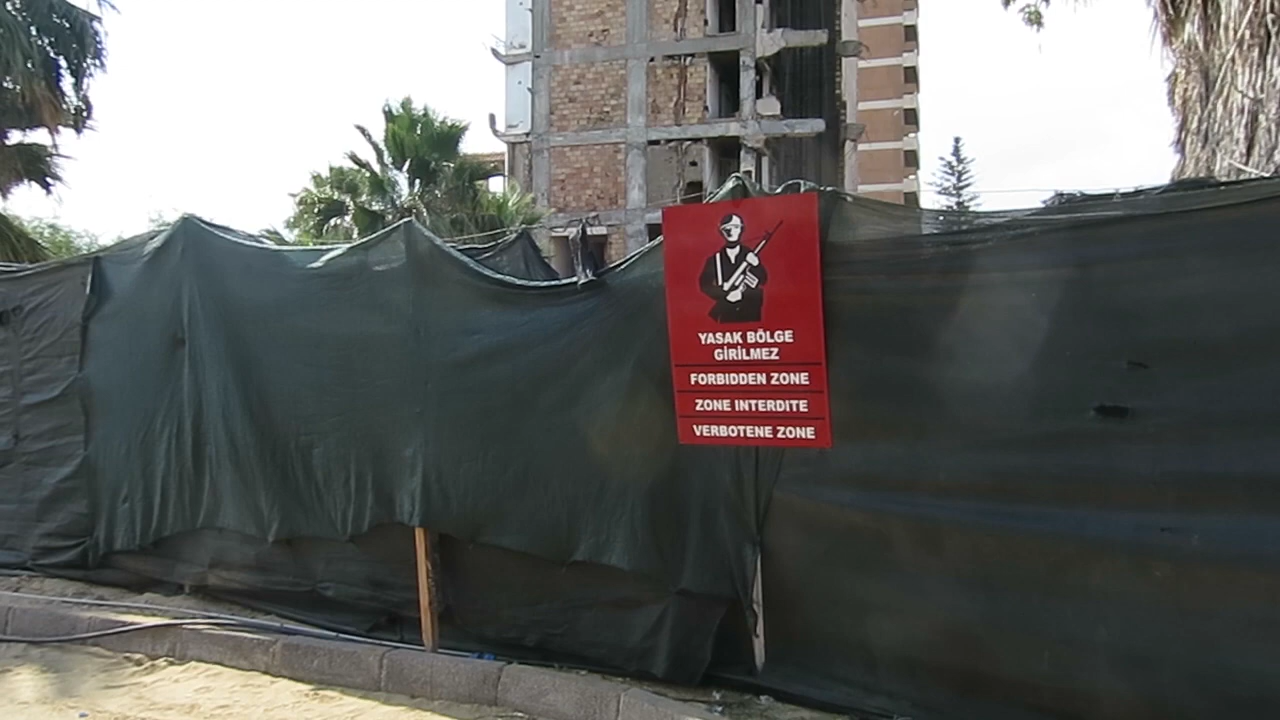 YASAK BÖLGE
GİRİLMEZ
FORBIDDEN ZONE
ZONE INTERDITE
VERBOTENE ZONE